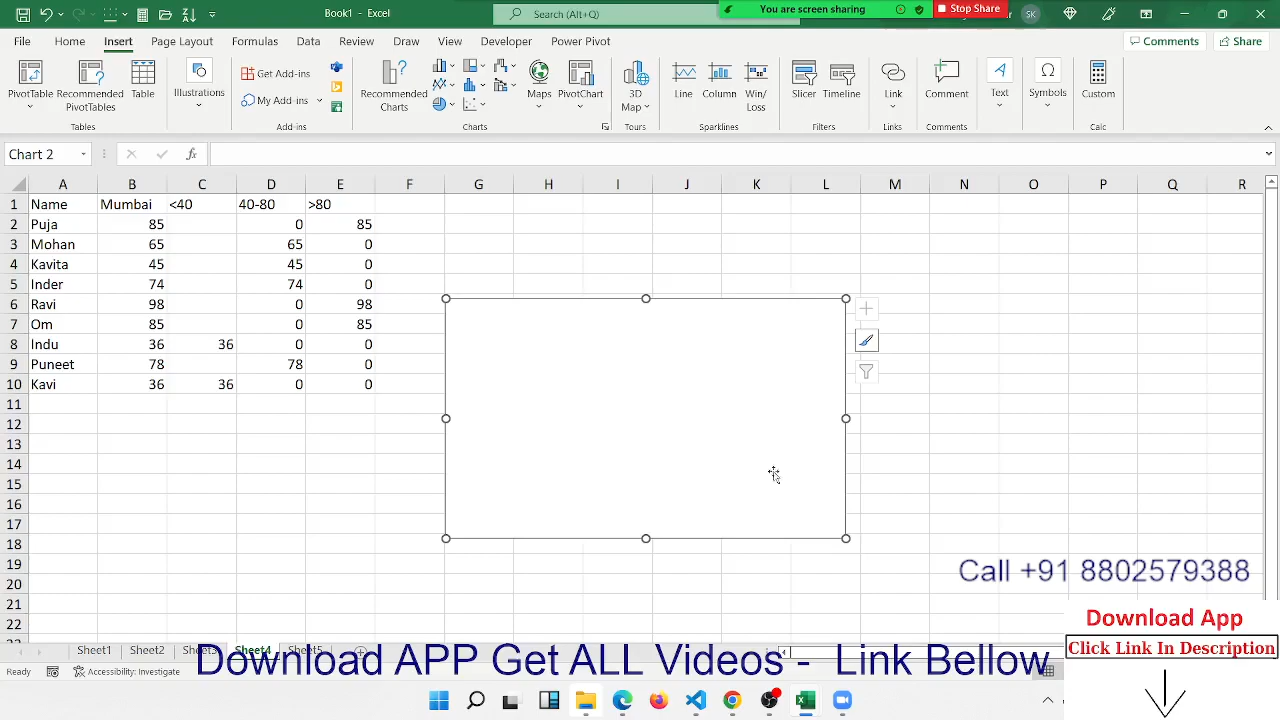 Book1 - Excel
Search (Alt+Q)
You are screen sharing
Stop Share
SK
File Home Insert Page Layout Formulas Data Review Draw View Developer Power Pivot
Comments Share
PivotTable Recommended PivotTables Table
Illustrations
Get Add-ins
My Add-ins
Recommended Charts
Maps PivotChart
3D Map
Line Column Win/Loss
Slicer Timeline
Link
Comment
Text
Symbols
Custom
Tables Add-ins Charts Tours Sparklines Filters Links Comments Calc
Chart 2 fx
A B C D E F G H I J K L M N O P Q R
1 Name Mumbai <40 40-80 >80
2 Puja 85 0 85
3 Mohan 65 65 0
4 Kavita 45 45 0
5 Inder 74 74 0
6 Ravi 98 0 98
7 Om 85 0 85
8 Indu 36 36 0 0
9 Puneet 78 78 0
10 Kavi 36 36 0 0
11
12
13
14
15
16
17
18
19
20
21
22
Call +91 8802579388
Download App
Click Link In Description
Sheet1 Sheet2 Sheet3 Sheet4 Sheet5
Download APP Get ALL Videos - Link Bellow
Ready Accessibility: Investigate